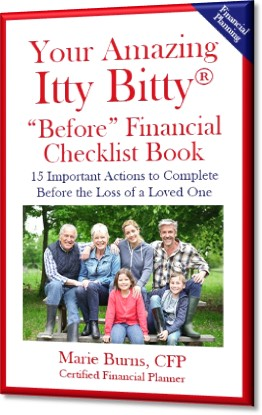 Financial
Planning
Your Amazing
Itty Bitty®
“Before” Financial
Checklist Book
15 Important Actions to Complete
Before the Loss of a Loved One
Marie Burns, CFP
Certified Financial Planner